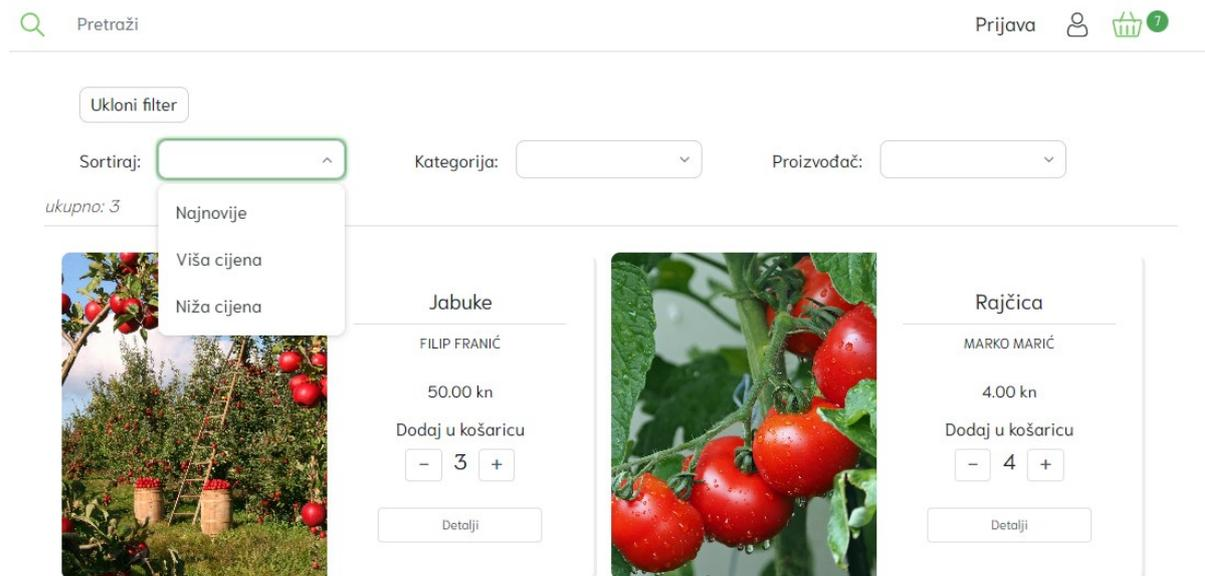 Pretraži
Prijava
7
Ukloni filter
Sortiraj:
Kategorija:
Proizvođač:
ukupno: 3
Najnovije
Viša cijena
Niža cijena
Jabuke
FILIP FRANIĆ
50.00 kn
Dodaj u košaricu
- 3 +
Detalji
Rajčica
MARKO MARIĆ
4.00 kn
Dodaj u košaricu
- 4 +
Detalji